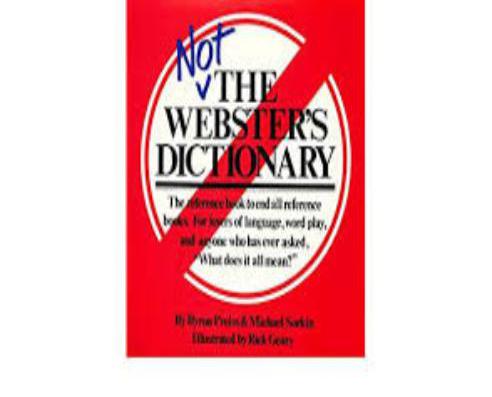 Not
THE
WEBSTER'S
DICTIONARY
The reference book to end all reference
books. For lovers of language, word play,
and anyone who has ever asked,
"What does it all mean?"
By Byron Preiss & Michael Sorkin
Illustrated by Rick Geary